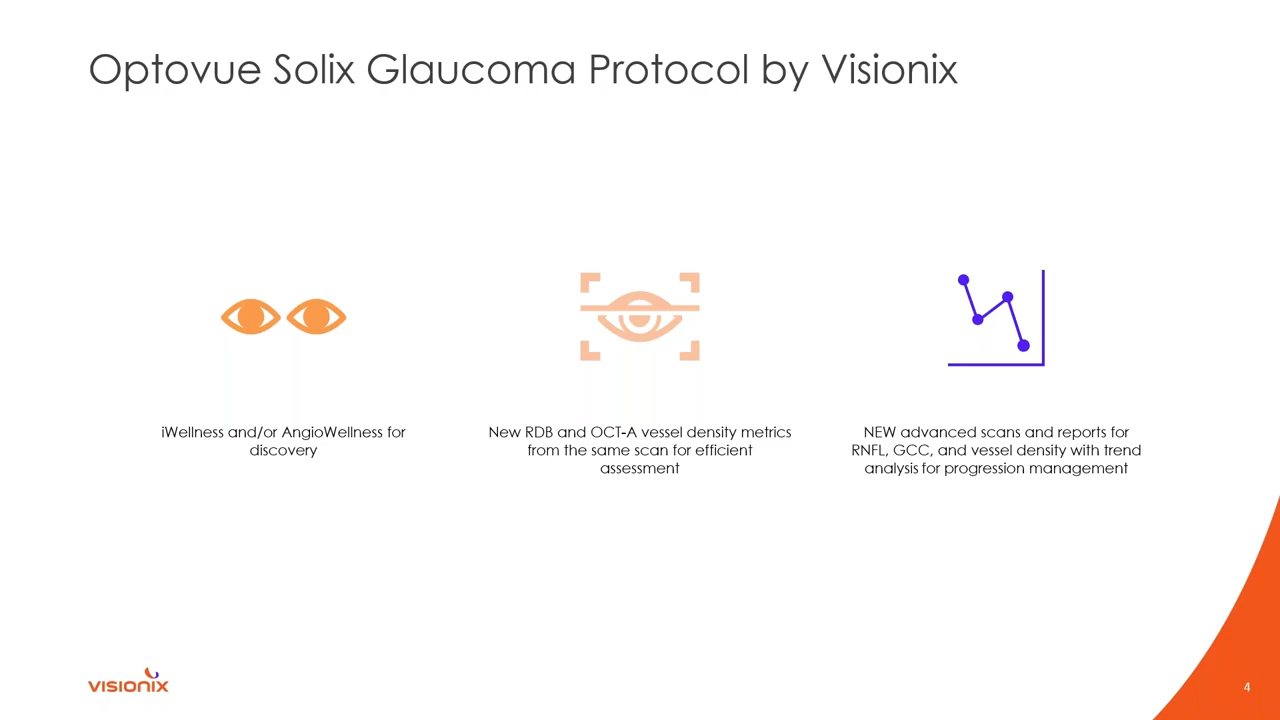 Optovue Solix Glaucoma Protocol by Visionix
iWellness and/or AngioWellness for
discovery
New RDB and OCT-A vessel density metrics
from the same scan for efficient
assessment
NEW advanced scans and reports for
RNFL, GCC, and vessel density with trend
analysis for progression management
VISIONIX
4